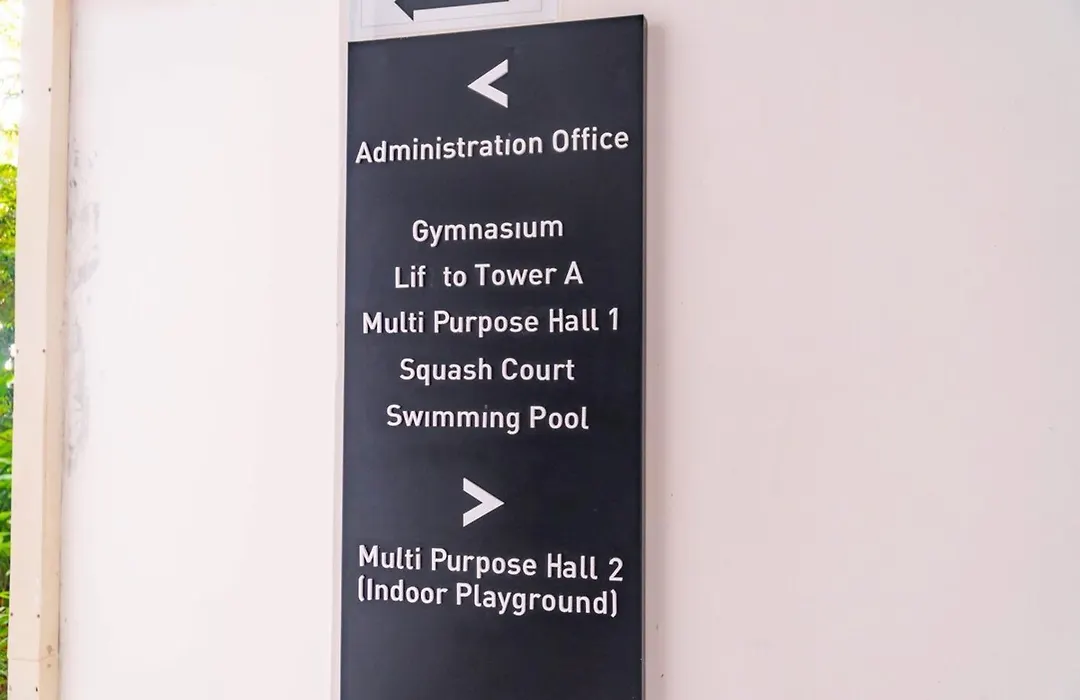 <
Administration Office
Gymnasium
Lif to Tower A
Multi Purpose Hall 1
Squash Court
Swimming Pool
>
Multi Purpose Hall 2
(Indoor Playground)